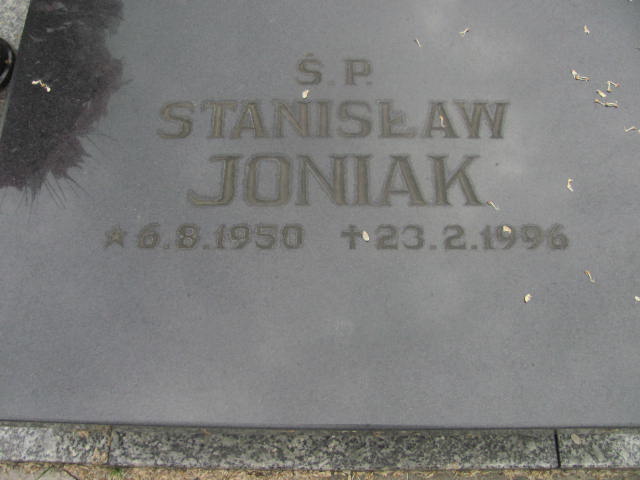 Ś. P.
STANISŁAW
JONIAK
★ 6.8.1950 ✝ 23.2.1996